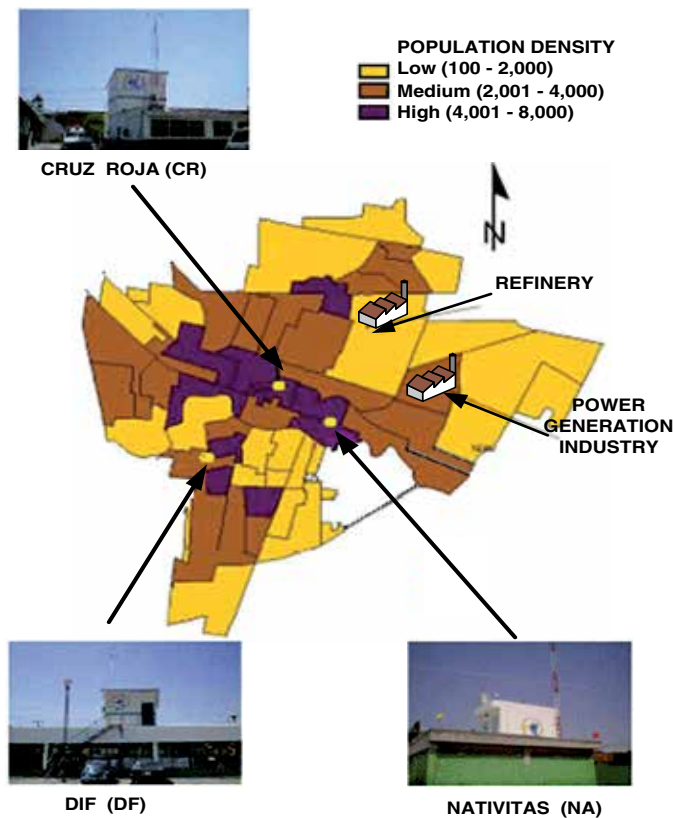 POPULATION DENSITY
Low (100 - 2,000)
Medium (2,001 - 4,000)
High (4,001 - 8,000)
CRUZ ROJA (CR)
N
REFINERY
POWER
GENERATION
INDUSTRY
DIF (DF)
NATIVITAS (NA)